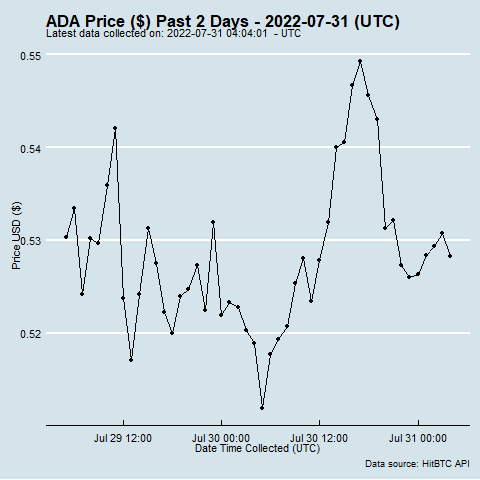 ADA Price ($) Past 2 Days - 2022-07-31 (UTC)
Latest data collected on: 2022-07-31 04:04:01  - UTC
0.55
0.54
0.53
0.52
Price USD ($)
Jul 29 12:00
Jul 30 00:00
Jul 30 12:00
Jul 31 00:00
Date Time Collected (UTC)
Data source: HitBTC API